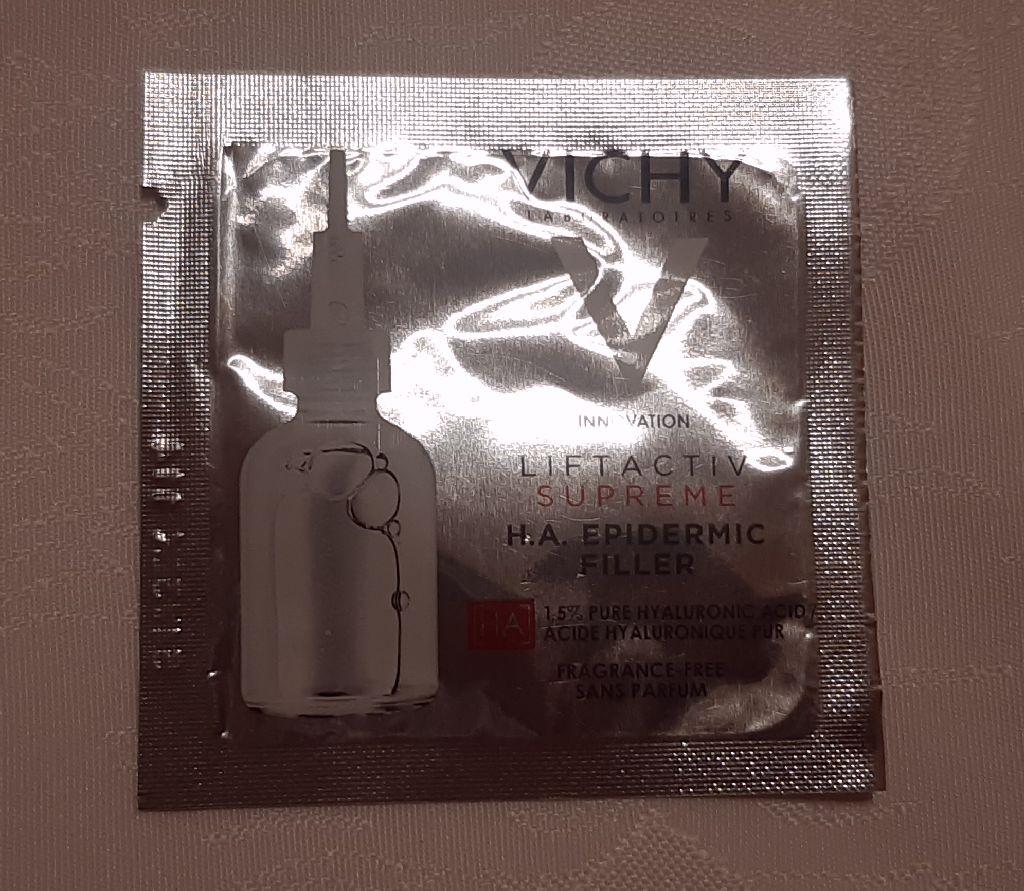 VICHY
LABORATOIRES
INNOVATION
LIFTACTIV
SUPREME
H.A. EPIDERMIC
FILLER
HA
1.5% PURE HYALURONIC ACID/
ACIDE HYALURONIQUE PUR
FRAGRANCE-FREE
SANS PARFUM